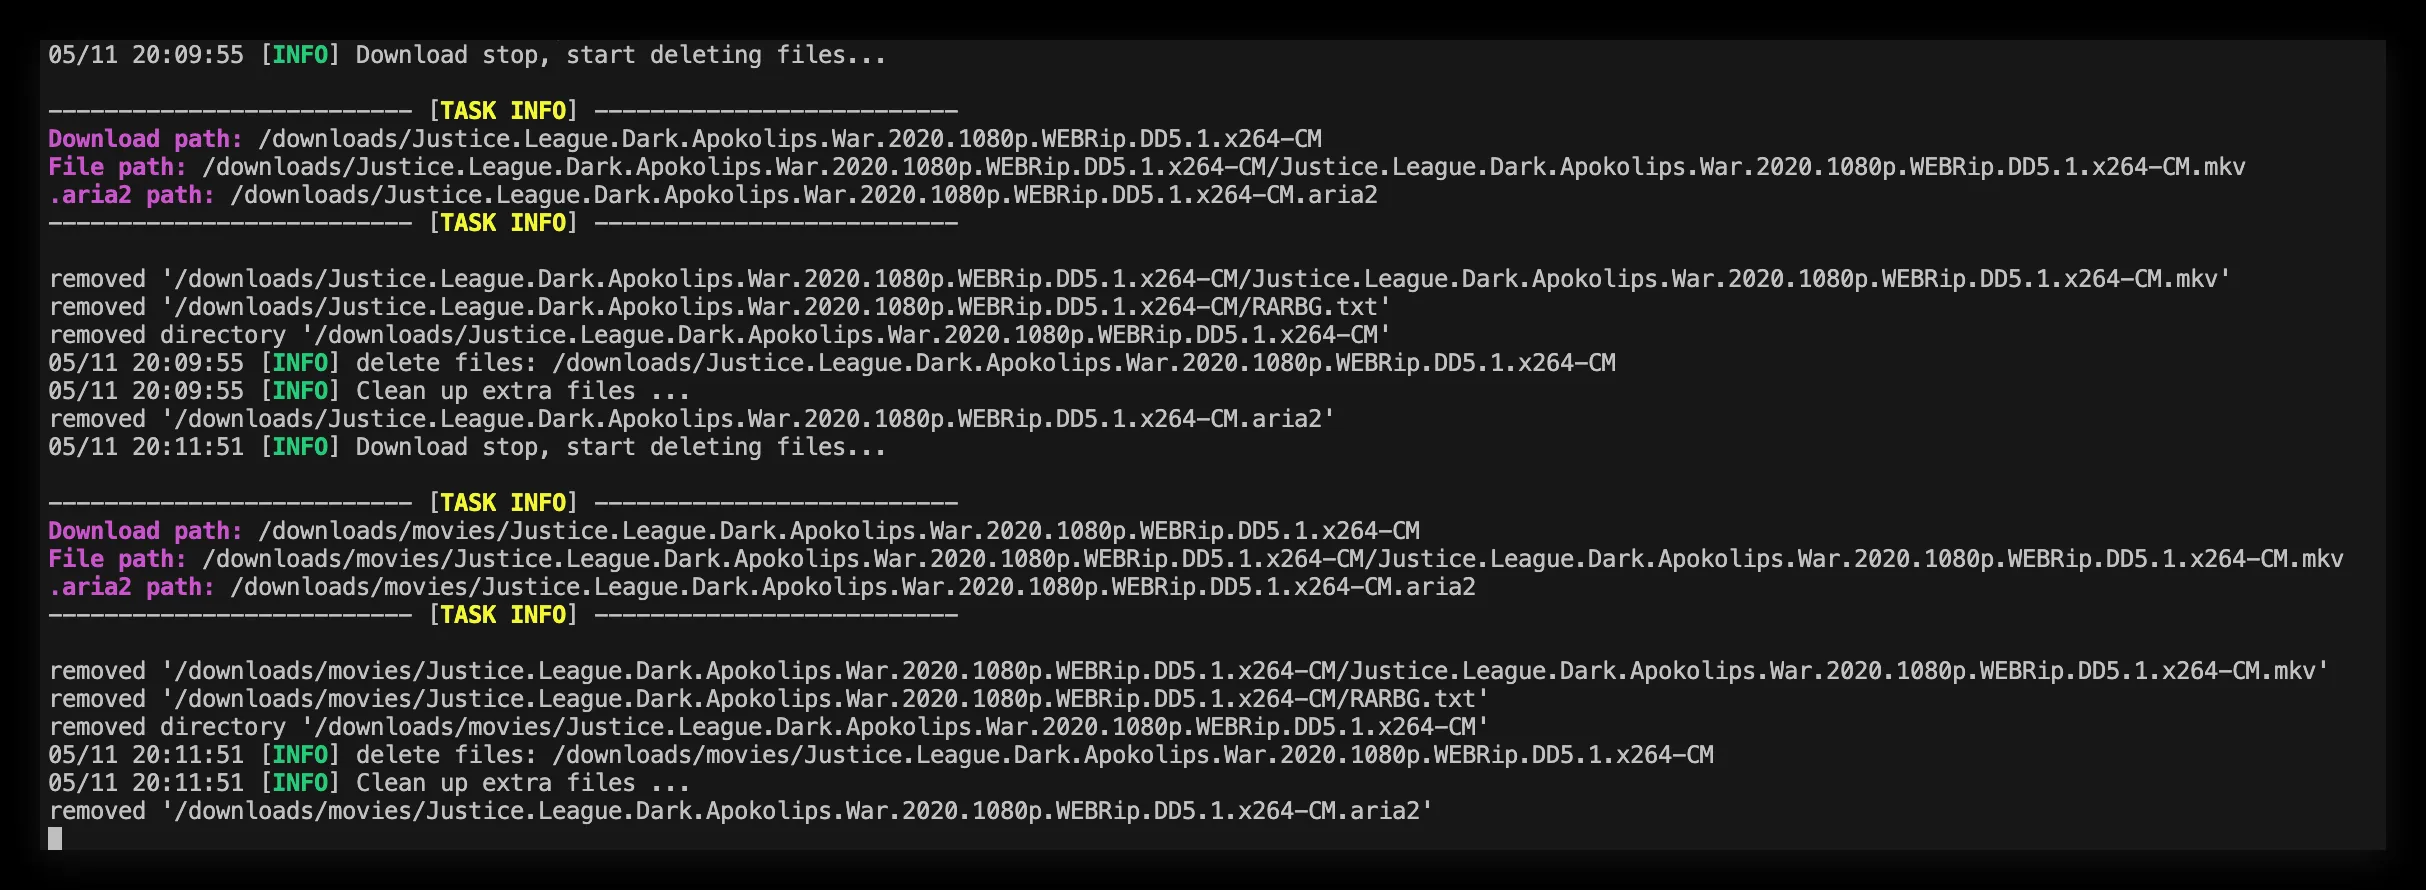 05/11 20:09:55 [INFO] Download stop, start deleting files...
-------------------------- [TASK INFO] --------------------------
Download path: /downloads/Justice.League.Dark.Apokolips.War.2020.1080p.WEBRip.DD5.1.x264-CM
File path: /downloads/Justice.League.Dark.Apokolips.War.2020.1080p.WEBRip.DD5.1.x264-CM/Justice.League.Dark.Apokolips.War.2020.1080p.WEBRip.DD5.1.x264-CM.mkv
.aria2 path: /downloads/Justice.League.Dark.Apokolips.War.2020.1080p.WEBRip.DD5.1.x264-CM.aria2
-------------------------- [TASK INFO] --------------------------
removed '/downloads/Justice.League.Dark.Apokolips.War.2020.1080p.WEBRip.DD5.1.x264-CM/Justice.League.Dark.Apokolips.War.2020.1080p.WEBRip.DD5.1.x264-CM.mkv'
removed '/downloads/Justice.League.Dark.Apokolips.War.2020.1080p.WEBRip.DD5.1.x264-CM/RARBG.txt'
removed directory '/downloads/Justice.League.Dark.Apokolips.War.2020.1080p.WEBRip.DD5.1.x264-CM'
05/11 20:09:55 [INFO] delete files: /downloads/Justice.League.Dark.Apokolips.War.2020.1080p.WEBRip.DD5.1.x264-CM
05/11 20:09:55 [INFO] Clean up extra files ...
removed '/downloads/Justice.League.Dark.Apokolips.War.2020.1080p.WEBRip.DD5.1.x264-CM.aria2'
05/11 20:11:51 [INFO] Download stop, start deleting files...
-------------------------- [TASK INFO] --------------------------
Download path: /downloads/movies/Justice.League.Dark.Apokolips.War.2020.1080p.WEBRip.DD5.1.x264-CM
File path: /downloads/movies/Justice.League.Dark.Apokolips.War.2020.1080p.WEBRip.DD5.1.x264-CM/Justice.League.Dark.Apokolips.War.2020.1080p.WEBRip.DD5.1.x264-CM.mkv
.aria2 path: /downloads/movies/Justice.League.Dark.Apokolips.War.2020.1080p.WEBRip.DD5.1.x264-CM.aria2
-------------------------- [TASK INFO] --------------------------
removed '/downloads/movies/Justice.League.Dark.Apokolips.War.2020.1080p.WEBRip.DD5.1.x264-CM/Justice.League.Dark.Apokolips.War.2020.1080p.WEBRip.DD5.1.x264-CM.mkv'
removed '/downloads/movies/Justice.League.Dark.Apokolips.War.2020.1080p.WEBRip.DD5.1.x264-CM/RARBG.txt'
removed directory '/downloads/movies/Justice.League.Dark.Apokolips.War.2020.1080p.WEBRip.DD5.1.x264-CM'
05/11 20:11:51 [INFO] delete files: /downloads/movies/Justice.League.Dark.Apokolips.War.2020.1080p.WEBRip.DD5.1.x264-CM
05/11 20:11:51 [INFO] Clean up extra files ...
removed '/downloads/movies/Justice.League.Dark.Apokolips.War.2020.1080p.WEBRip.DD5.1.x264-CM.aria2'